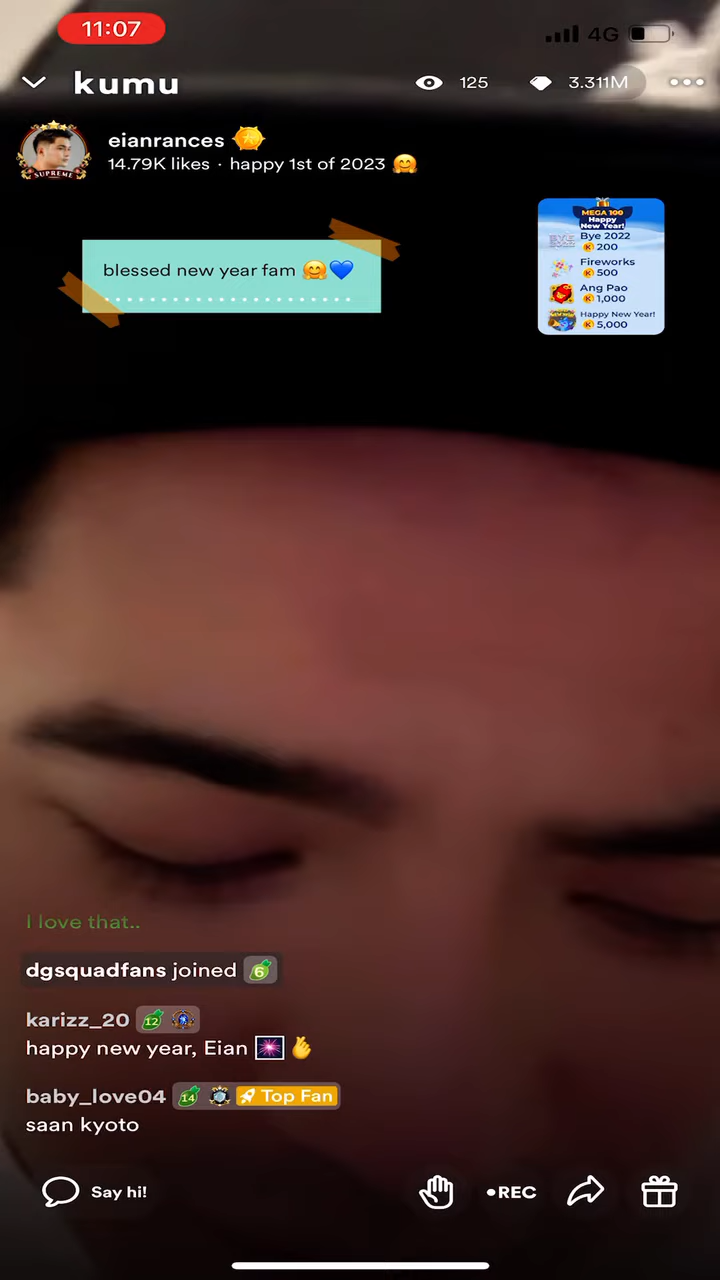 11:07
4G
kumu
125
3.311M
eianrances
14.79K likes · happy 1st of 2023 🤗
SUPREME
blessed new year fam 🤗💙
MEGA 100
Happy
New Year!
Bye 2022
200
Fireworks
500
Ang Pao
1,000
Happy New Year!
5,000
I love that..
dgsquadfans joined 6
karizz_20 12
happy new year, Eian 🎆🫰
baby_love04 14 Top Fan
saan kyoto
Say hi!
•REC